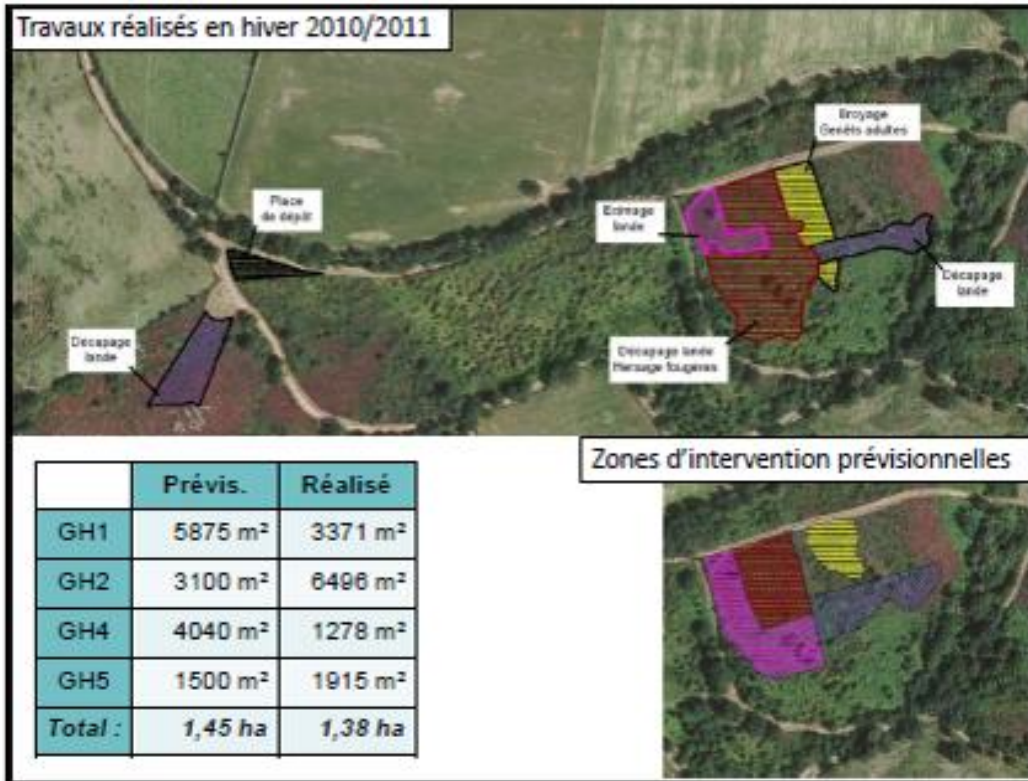 Travaux réalisés en hiver 2010/2011
Broyage
Genêts adultes
Place
de dépôt
Ecimage
lande
Décapage
lande
Décapage
lande
Décapage lande
Hersage fougères
Zones d'intervention prévisionnelles
Prévis. Réalisé
GH1 5875 m² 3371 m²
GH2 3100 m² 6496 m²
GH4 4040 m² 1278 m²
GH5 1500 m² 1915 m²
Total : 1,45 ha 1,38 ha